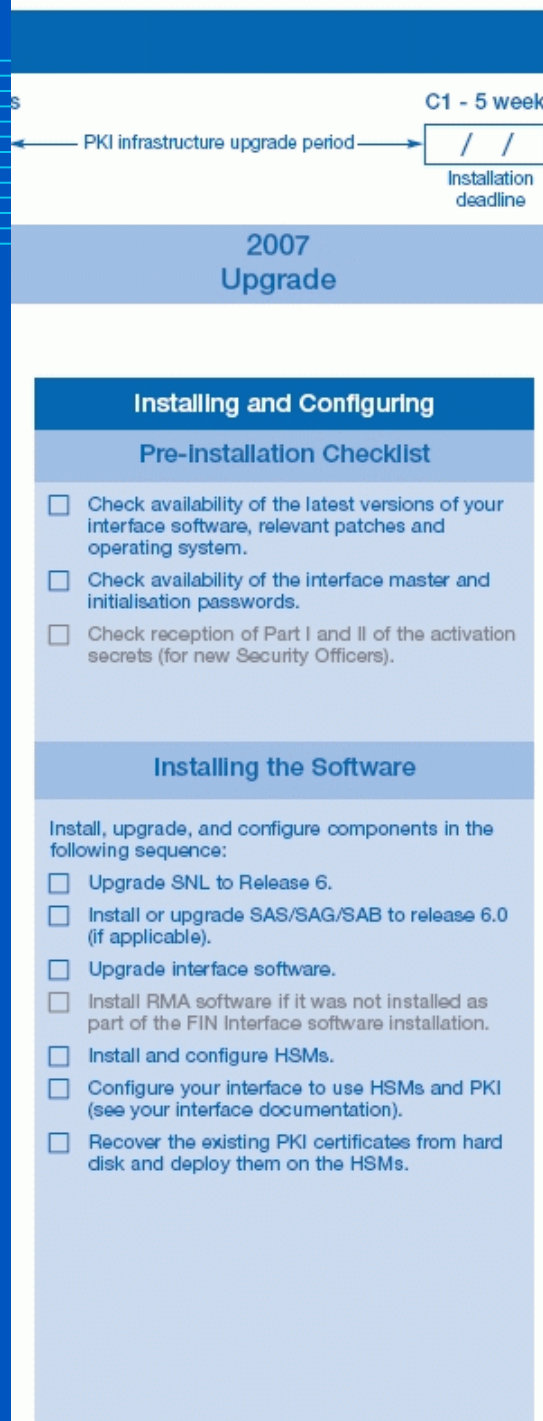 s
C1 - 5 week
PKI infrastructure upgrade period
/ /
Installation
deadline
2007
Upgrade
Installing and Configuring
Pre-installation Checklist
Check availability of the latest versions of your
interface software, relevant patches and
operating system.
Check availability of the interface master and
initialisation passwords.
Check reception of Part I and II of the activation
secrets (for new Security Officers).
Installing the Software
Install, upgrade, and configure components in the
following sequence:
Upgrade SNL to Release 6.
Install or upgrade SAS/SAG/SAB to release 6.0
(if applicable).
Upgrade interface software.
Install RMA software if it was not installed as
part of the FIN Interface software installation.
Install and configure HSMs.
Configure your interface to use HSMs and PKI
(see your interface documentation).
Recover the existing PKI certificates from hard
disk and deploy them on the HSMs.